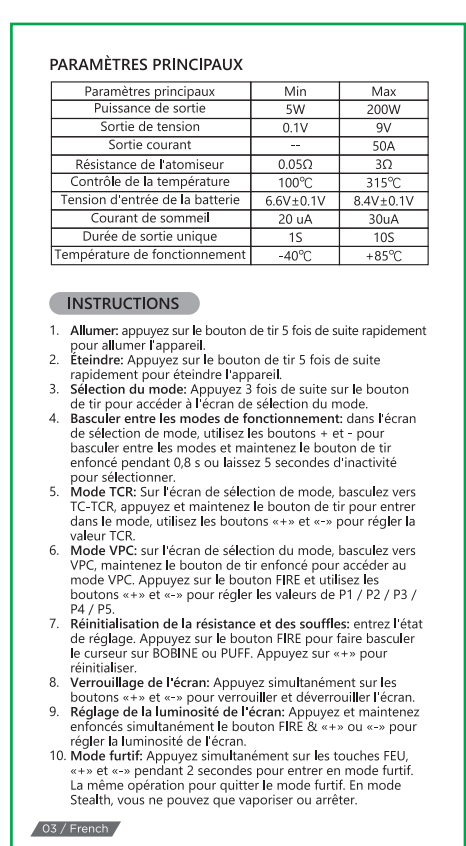 PARAMÈTRES PRINCIPAUX
Paramètres principaux Min Max
Puissance de sortie 5W 200W
Sortie de tension 0.1V 9V
Sortie courant -- 50A
Résistance de l'atomiseur 0.05Ω 3Ω
Contrôle de la température 100℃ 315℃
Tension d'entrée de la batterie 6.6V±0.1V 8.4V±0.1V
Courant de sommeil 20 uA 30uA
Durée de sortie unique 1S 10S
Température de fonctionnement -40℃ +85℃
INSTRUCTIONS
1. Allumer: appuyez sur le bouton de tir 5 fois de suite rapidement
pour allumer l'appareil.
2. Éteindre: Appuyez sur le bouton de tir 5 fois de suite
rapidement pour éteindre l'appareil.
3. Sélection du mode: Appuyez 3 fois de suite sur le bouton
de tir pour accéder à l'écran de sélection du mode.
4. Basculer entre les modes de fonctionnement: dans l'écran
de sélection de mode, utilisez les boutons + et - pour
basculer entre les modes et maintenez le bouton de tir
enfoncé pendant 0,8 s ou laissez 5 secondes d'inactivité
pour sélectionner.
5. Mode TCR: Sur l'écran de sélection de mode, basculez vers
TC-TCR, appuyez et maintenez le bouton de tir pour entrer
dans le mode, utilisez les boutons «+» et «-» pour régler la
valeur TCR.
6. Mode VPC: sur l'écran de sélection du mode, basculez vers
VPC, maintenez le bouton de tir enfoncé pour accéder au
mode VPC. Appuyez sur le bouton FIRE et utilisez les
boutons «+» et «-» pour régler les valeurs de P1 / P2 / P3 /
P4 / P5.
7. Réinitialisation de la résistance et des souffles: entrez l'état
de réglage. Appuyez sur le bouton FIRE pour faire basculer
le curseur sur BOBINE ou PUFF. Appuyez sur «+» pour
réinitialiser.
8. Verrouillage de l'écran: Appuyez simultanément sur les
boutons «+» et «-» pour verrouiller et déverrouiller l'écran.
9. Réglage de la luminosité de l'écran: Appuyez et maintenez
enfoncés simultanément le bouton FIRE & «+» ou «-» pour
régler la luminosité de l'écran.
10. Mode furtif: Appuyez simultanément sur les touches FEU,
«+» et «-» pendant 2 secondes pour entrer en mode furtif.
La même opération pour quitter le mode furtif. En mode
Stealth, vous ne pouvez que vaporiser ou arrêter.
03 / French